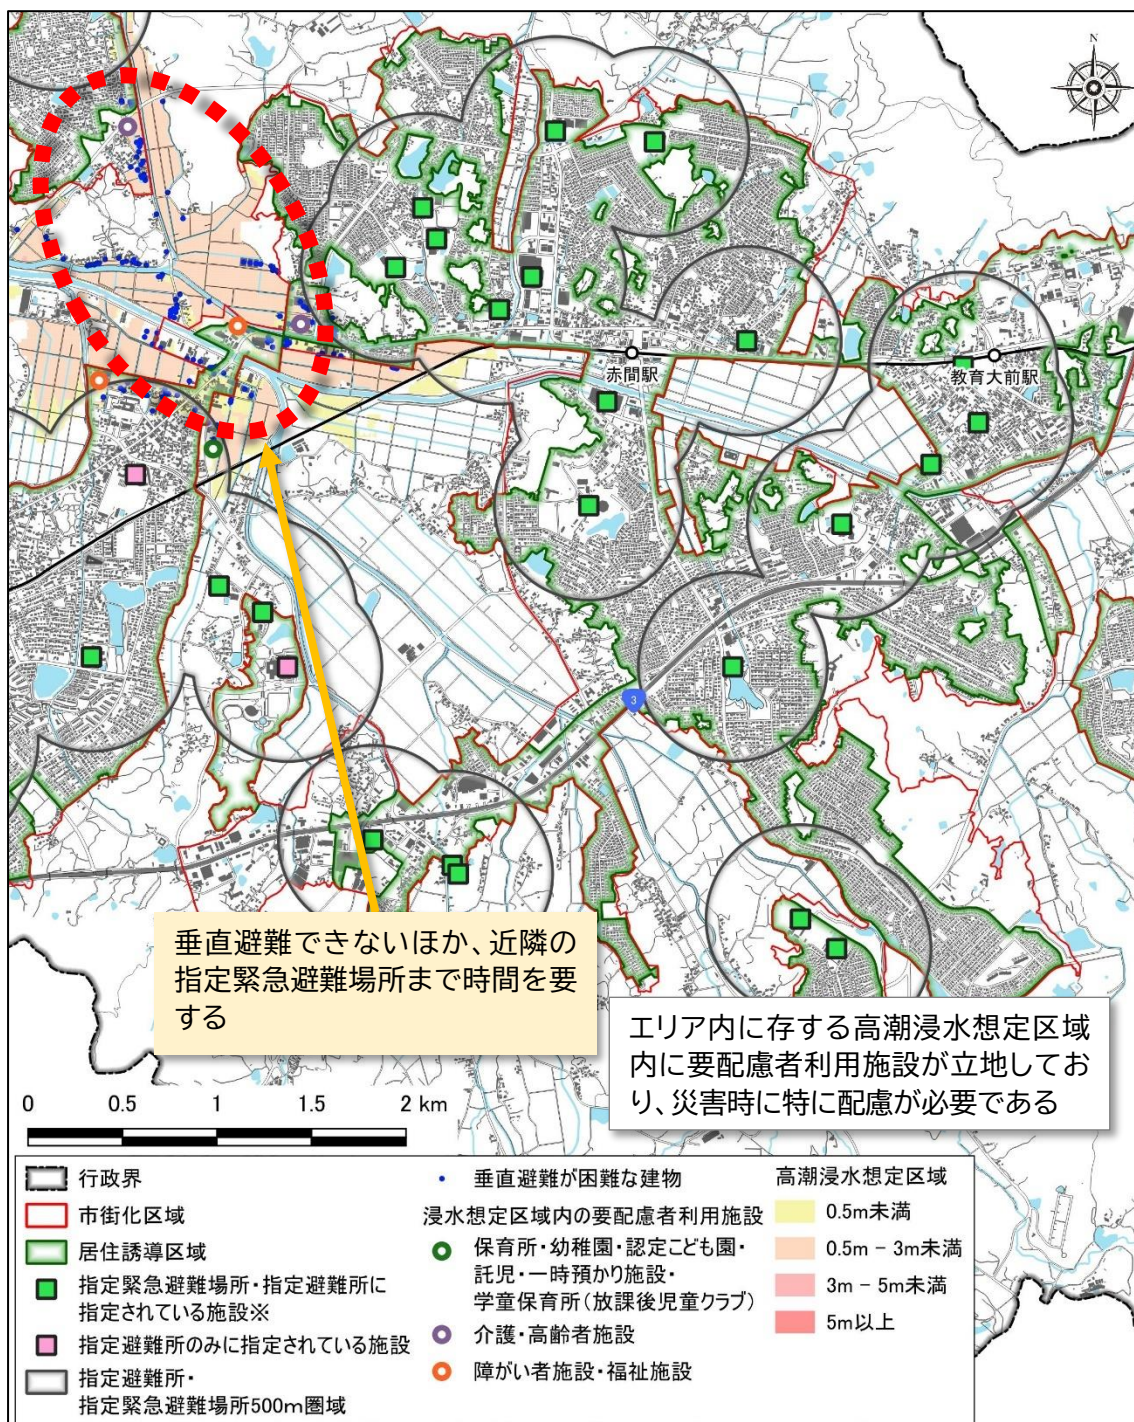 N
赤間駅
教育大前駅
3
垂直避難できないほか、近隣の
指定緊急避難場所まで時間を要
する
エリア内に存する高潮浸水想定区域
内に要配慮者利用施設が立地してお
り、災害時に特に配慮が必要である
0 0.5 1 1.5 2 km
行政界
市街化区域
居住誘導区域
指定緊急避難場所・指定避難所に
指定されている施設※
指定避難所のみに指定されている施設
指定避難所・
指定緊急避難場所500m圏域
垂直避難が困難な建物
浸水想定区域内の要配慮者利用施設
保育所・幼稚園・認定こども園・
託児・一時預かり施設・
学童保育所(放課後児童クラブ)
介護・高齢者施設
障がい者施設・福祉施設
高潮浸水想定区域
0.5m未満
0.5m - 3m未満
3m - 5m未満
5m以上